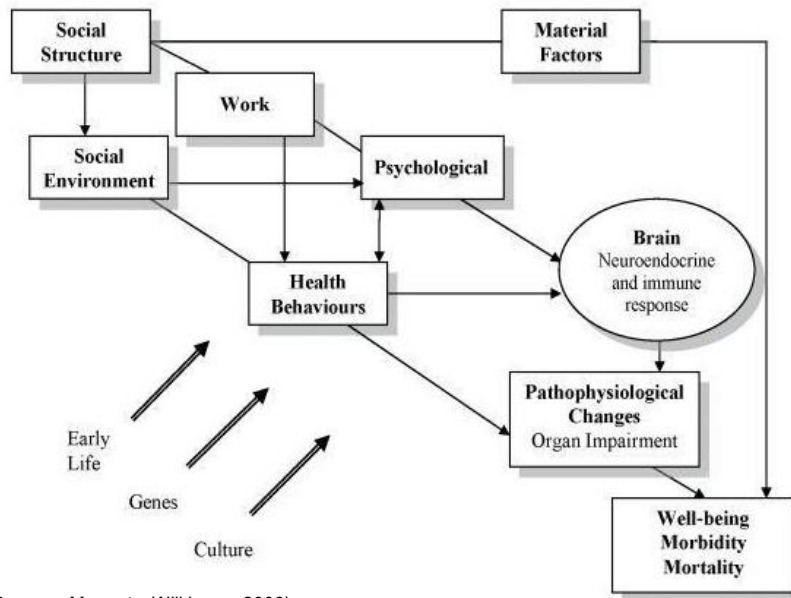 Social
Structure
Material
Factors
Work
Social
Environment
Psychological
Brain
Neuroendocrine
and immune
response
Health
Behaviours
Pathophysiological
Changes
Organ Impairment
Early
Life
Genes
Culture
Well-being
Morbidity
Mortality